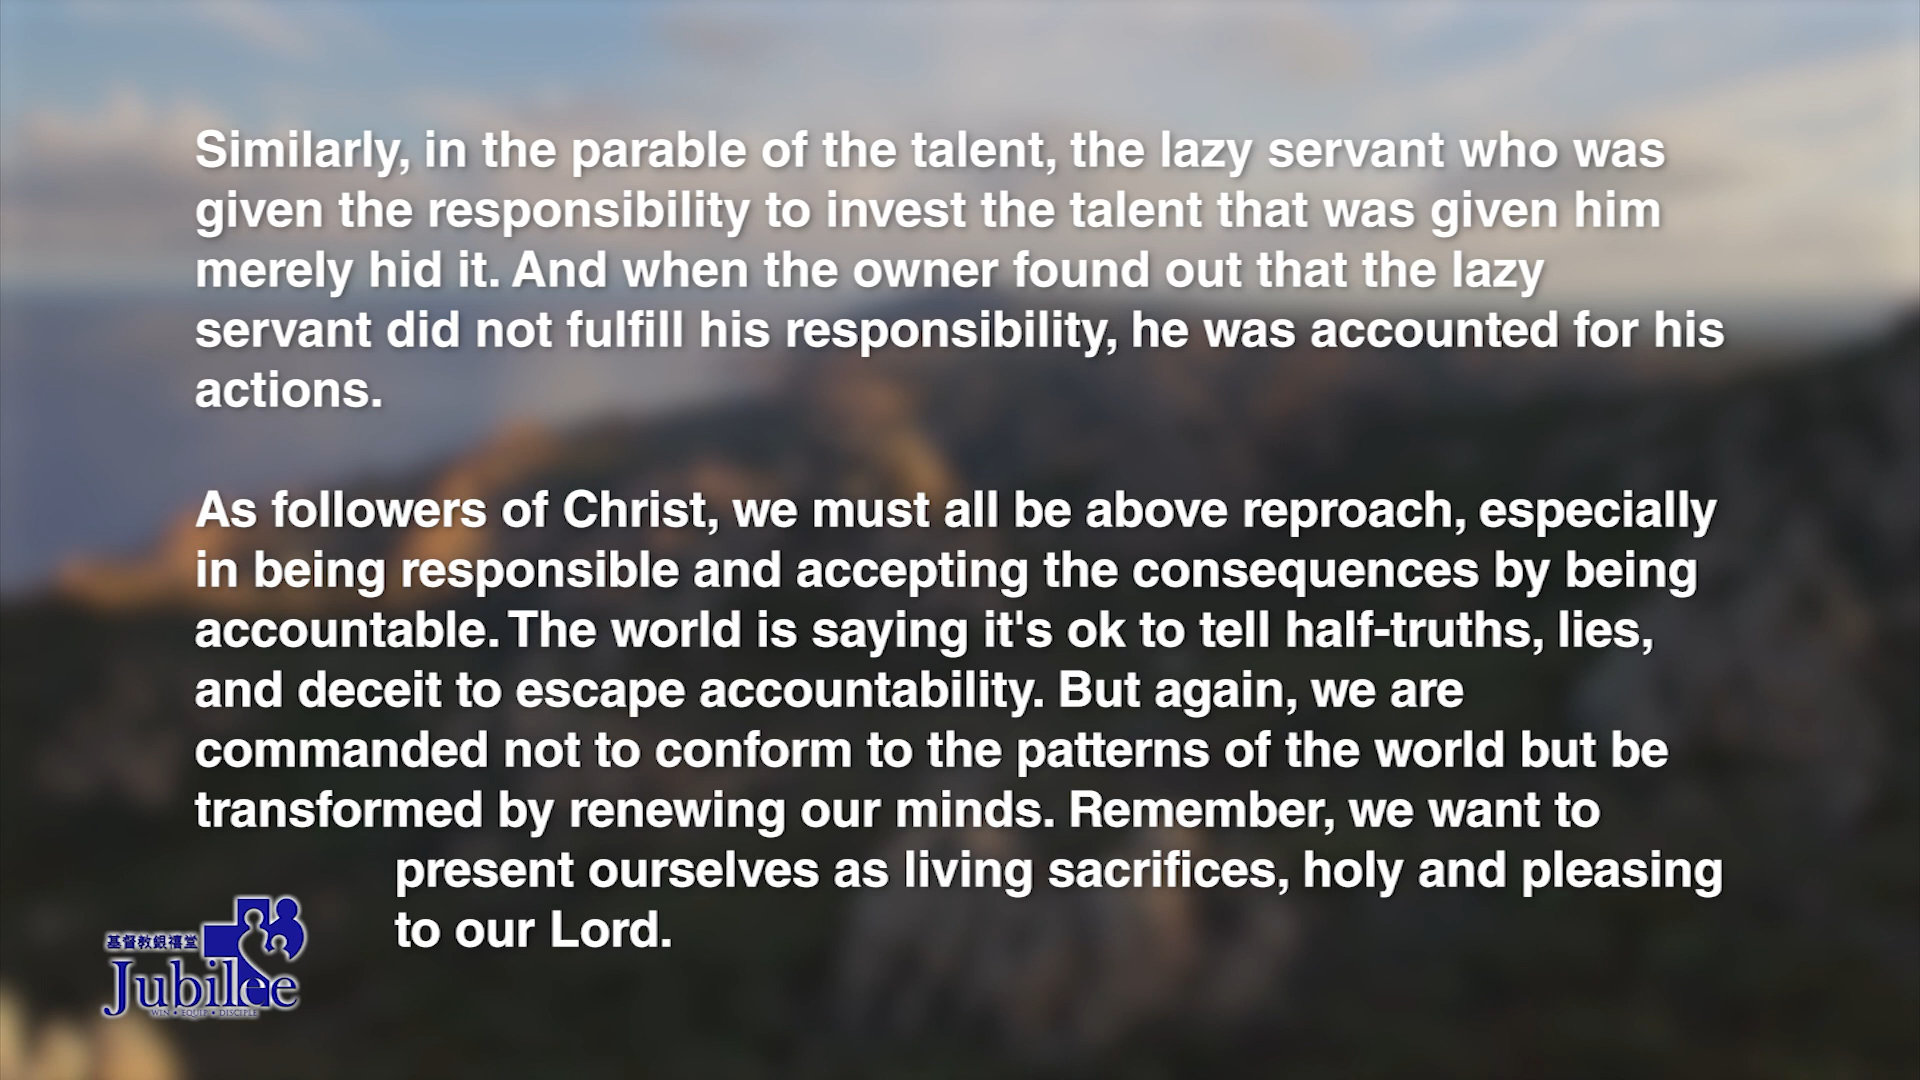 Similarly, in the parable of the talent, the lazy servant who was
given the responsibility to invest the talent that was given him
merely hid it. And when the owner found out that the lazy
servant did not fulfill his responsibility, he was accounted for his
actions.
As followers of Christ, we must all be above reproach, especially
in being responsible and accepting the consequences by being
accountable. The world is saying it's ok to tell half-truths, lies,
and deceit to escape accountability. But again, we are
commanded not to conform to the patterns of the world but be
transformed by renewing our minds. Remember, we want to
present ourselves as living sacrifices, holy and pleasing
to our Lord.
基督教銀禧堂
Jubilee
WIN • EQUIP • DISCIPLE